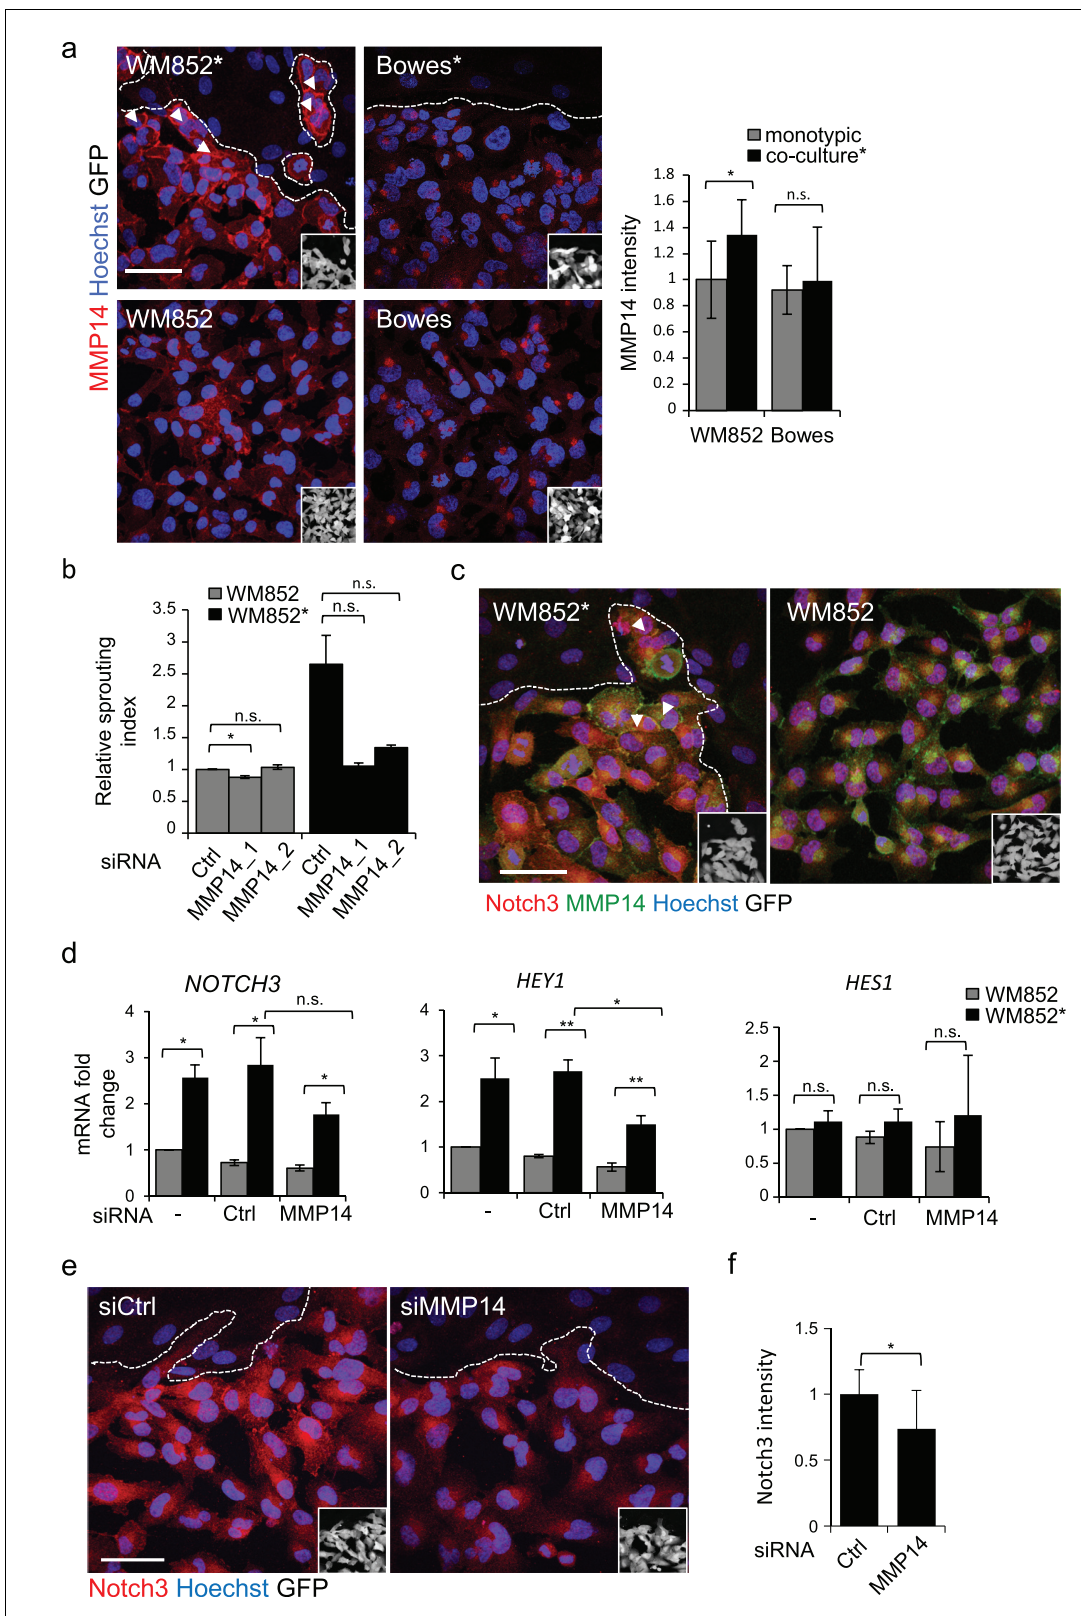 a
MMP14 Hoechst GFP
WM852*
Bowes*
WM852
Bowes
monotypic
co-culture*
MMP14 intensity
1.8
1.6
1.4
1.2
1
0.8
0.6
0.4
0.2
0
*
n.s.
WM852 Bowes
b
WM852
WM852*
Relative sprouting
index
3.5
3
2.5
2
1.5
1
0.5
0
*
n.s.
n.s.
n.s.
siRNA
Ctrl
MMP14_1
MMP14_2
Ctrl
MMP14_1
MMP14_2
c
WM852*
WM852
Notch3 MMP14 Hoechst GFP
d
NOTCH3
mRNA fold
change
4
3
2
1
0
*
*
n.s.
*
siRNA - Ctrl MMP14
HEY1
4
3
2
1
0
*
**
*
**
- Ctrl MMP14
HES1
WM852
WM852*
2.5
2
1.5
1
0.5
0
n.s.
n.s.
n.s.
- Ctrl MMP14
e
siCtrl
siMMP14
Notch3 Hoechst GFP
f
Notch3 intensity
1.5
1
0.5
0
*
siRNA
Ctrl
MMP14